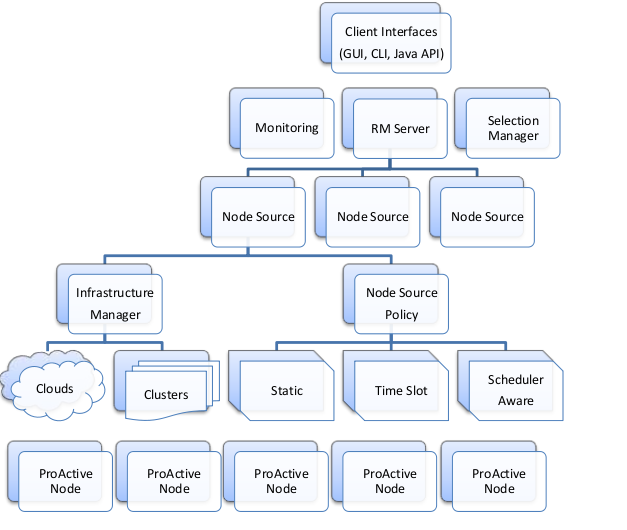 Client Interfaces
(GUI, CLI, Java API)
Monitoring
RM Server
Selection
Manager
Node Source
Node Source
Node Source
Infrastructure
Manager
Node Source
Policy
Clouds
Clusters
Static
Time Slot
Scheduler
Aware
ProActive
Node
ProActive
Node
ProActive
Node
ProActive
Node
ProActive
Node